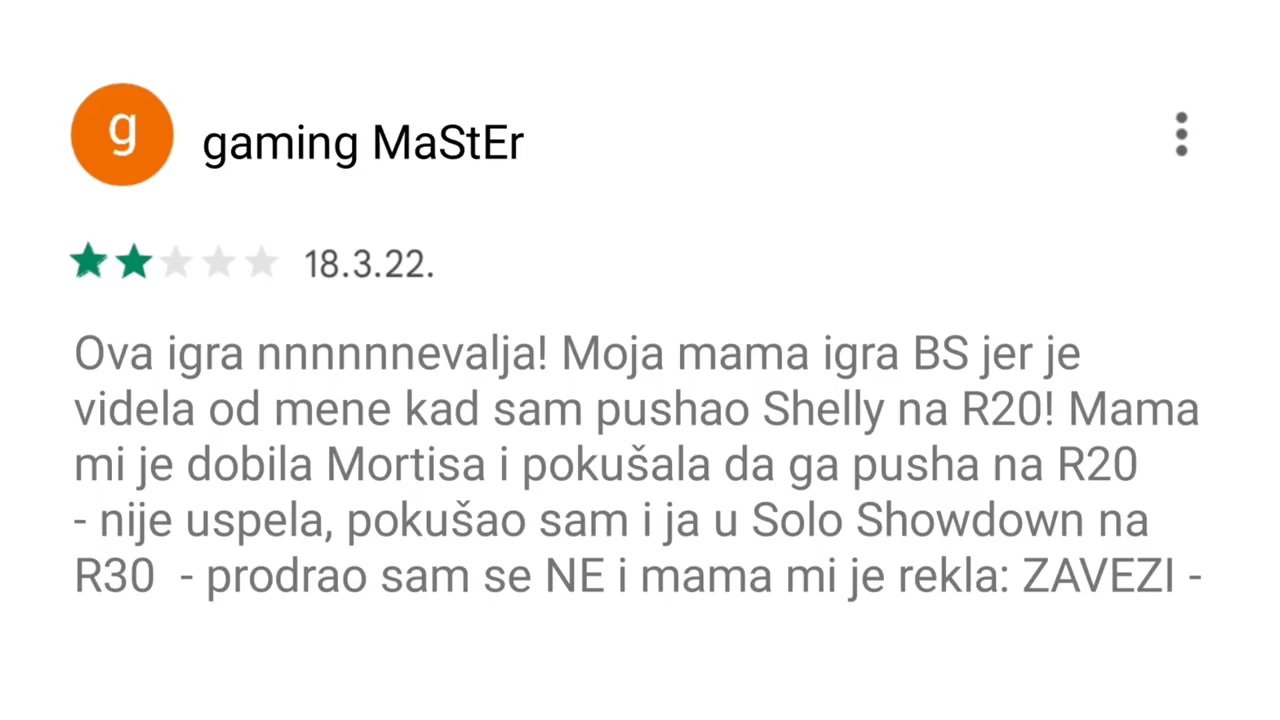 g
gaming MaStEr
18.3.22.
Ova igra nnnnnnevalja! Moja mama igra BS jer je
videla od mene kad sam pushao Shelly na R20! Mama
mi je dobila Mortisa i pokušala da ga pusha na R20
- nije uspela, pokušao sam i ja u Solo Showdown na
R30 - prodrao sam se NE i mama mi je rekla: ZAVEZI -